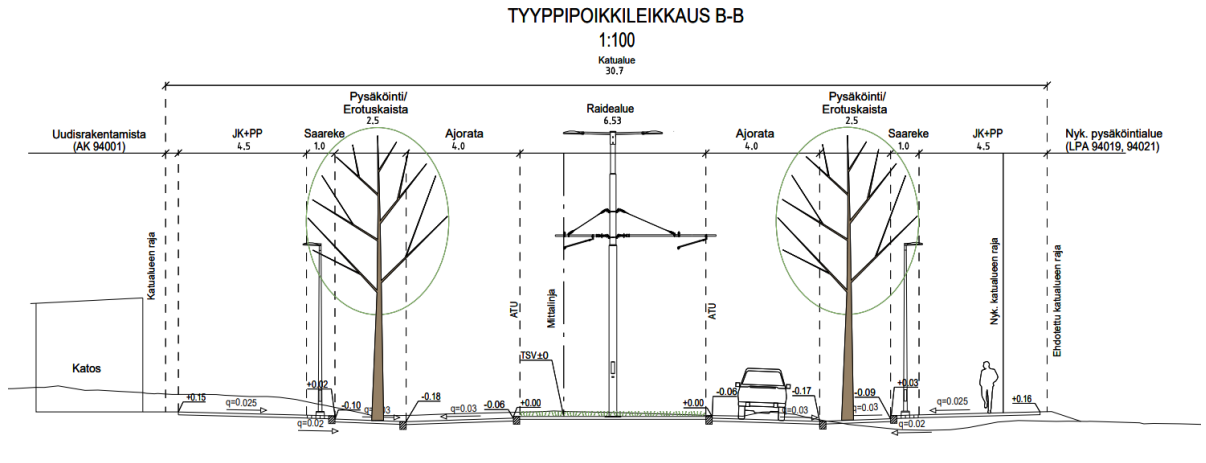 TYYPPIPOIKKILEIKKAUS B-B
1:100
Katualue
30.7
Uudisrakentamista
(AK 94001)
JK+PP
4.5
Saareke
1.0
Pysäköinti/
Erotuskaista
2.5
Ajorata
4.0
Raidealue
6,53
Ajorata
4.0
Pysäköinti/
Erotuskaista
2.5
Saareke
1.0
JK+PP
4.5
Nyk. pysäköintialue
(LPA 94019, 94021)
Katualueen raja
ATU
Mittalinja
ATU
Nyk. katualueen raja
Ehdotettu katualueen raja
Katos
TSV±0
+0.15
q=0.025
+0.02
q=0.02
-0.10
q=0.03
-0.18
q=0.03
-0.06
+0.00
+0.00
-0.06
q=0.03
-0.17
-0.09
q=0.03
+0.03
q=0.02
q=0.025
+0.16